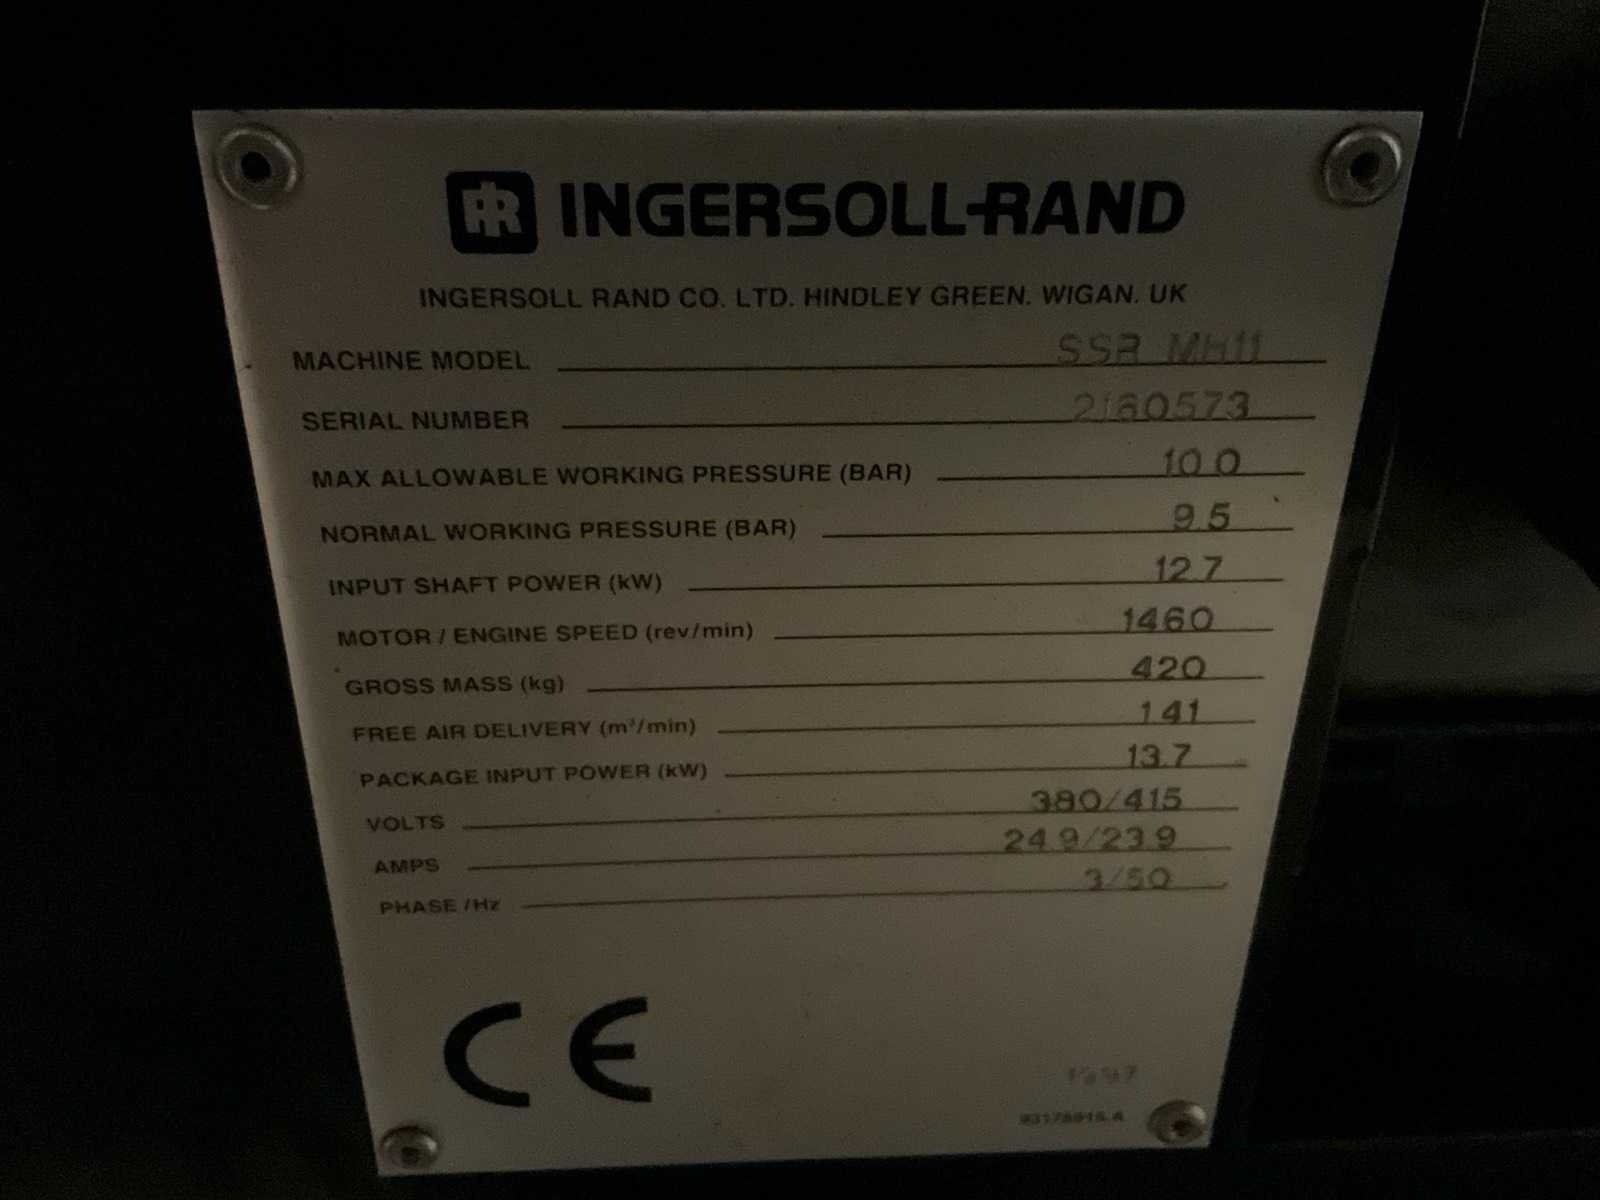 IR INGERSOLL-RAND
INGERSOLL RAND CO. LTD. HINDLEY GREEN. WIGAN. UK
MACHINE MODEL SSR MH11
SERIAL NUMBER 2160573
MAX ALLOWABLE WORKING PRESSURE (BAR) 10.0
NORMAL WORKING PRESSURE (BAR) 9.5
INPUT SHAFT POWER (kW) 12.7
MOTOR / ENGINE SPEED (rev/min) 1460
GROSS MASS (kg) 420
FREE AIR DELIVERY (m³/min) 1.41
PACKAGE INPUT POWER (kW) 13.7
VOLTS 380/415
AMPS 24.9/23.9
PHASE /Hz 3/50
CE
1997